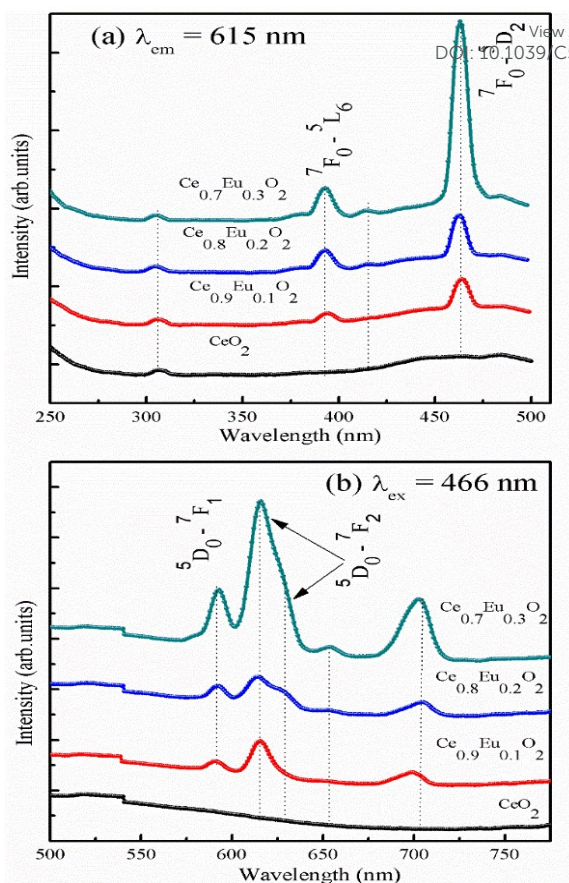 (a) λem = 615 nm
View
DOI: 10.1039/C
⁷F₀ - ⁵D₂
⁷F₀ - ⁵L₆
Ce0.7Eu0.3O2
Ce0.8Eu0.2O2
Ce0.9Eu0.1O2
CeO2
Intensity (arb.units)
250 300 350 400 450 500
Wavelength (nm)
(b) λex = 466 nm
⁵D₀ - ⁷F₁
⁵D₀ - ⁷F₂
Ce0.7Eu0.3O2
Ce0.8Eu0.2O2
Ce0.9Eu0.1O2
CeO2
Intensity (arb.units)
500 550 600 650 700 750
Wavelength (nm)